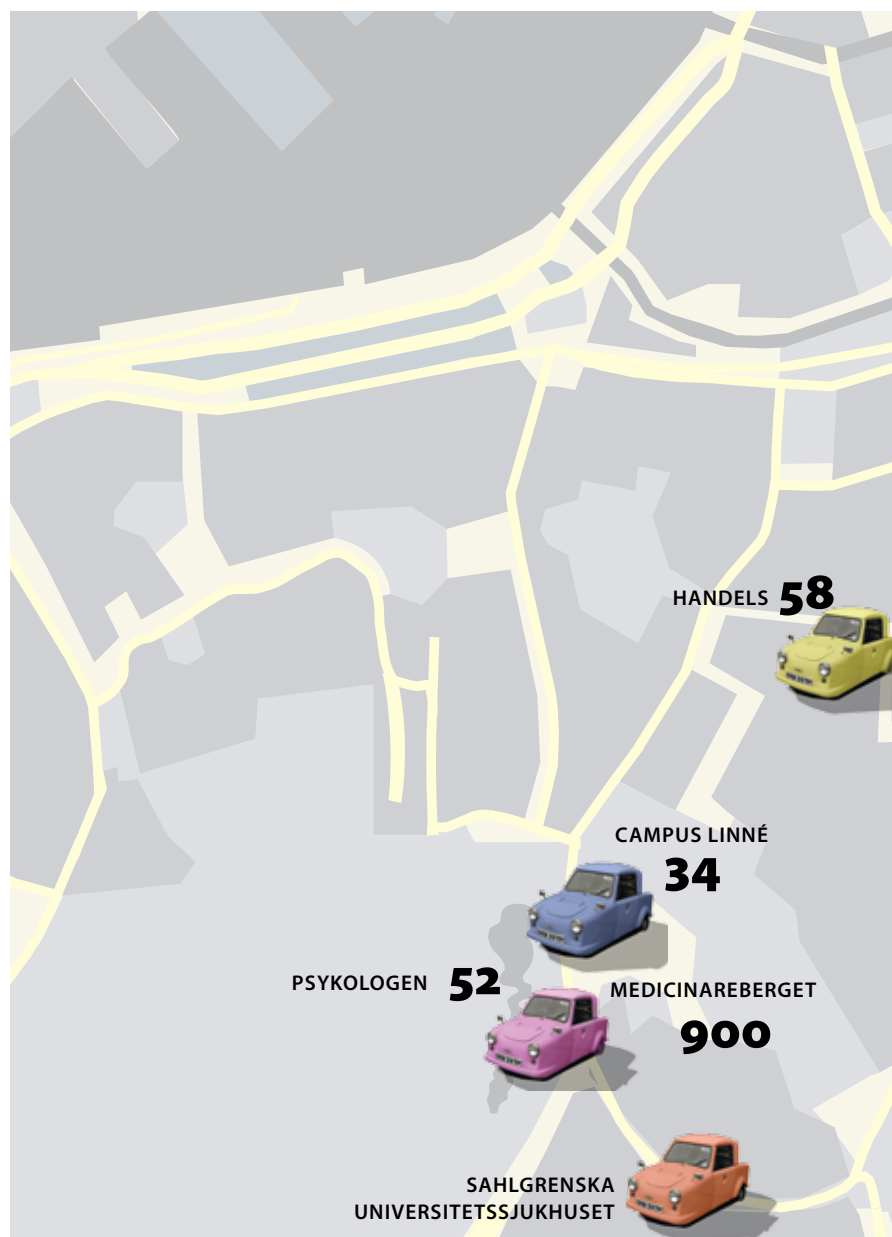 HANDELS 58
CAMPUS LINNÉ
34
PSYKOLOGEN 52
MEDICINAREBERGET
900
SAHLGRENSKA
UNIVERSITETSSJUKHUSET